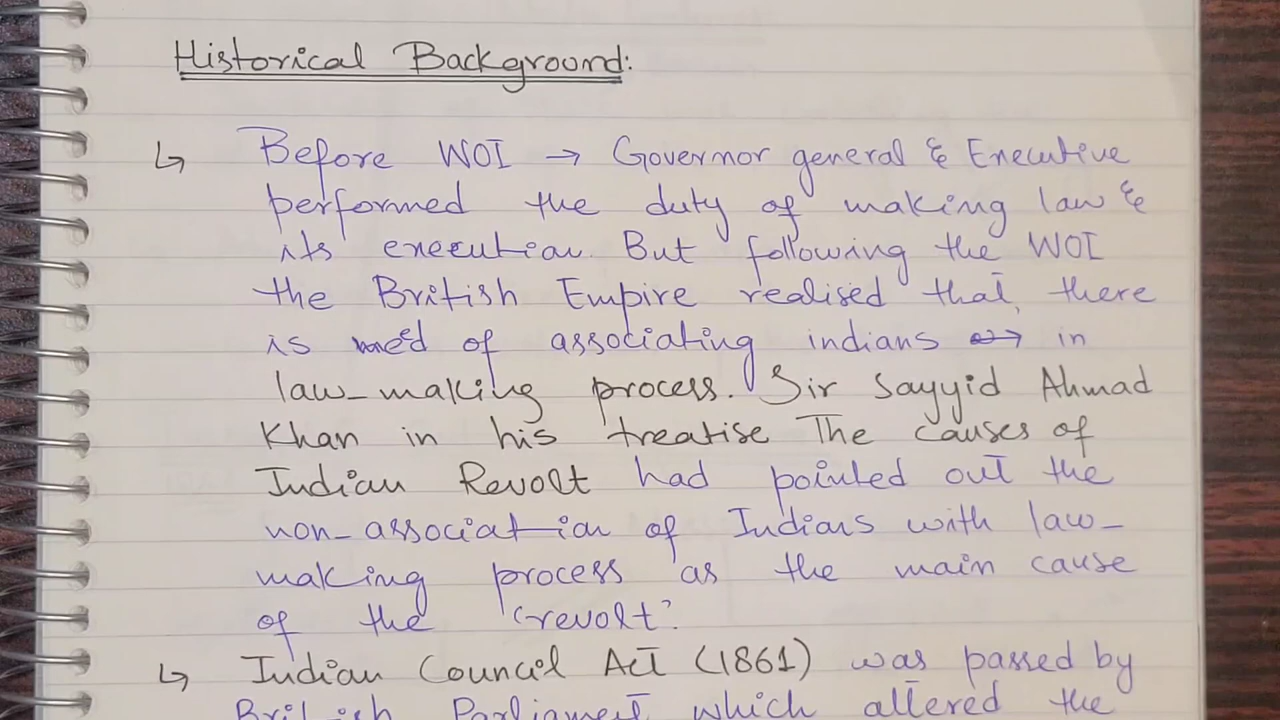 Historical Background:
↳ Before WOI → Governor general & Executive
performed the duty of making law &
its execution. But following the WOI
the British Empire realised that there
is need of associating indians in
law-making process. Sir Sayyid Ahmad
Khan in his treatise The causes of
Indian Revolt had pointed out the
non-association of Indians with law-
making process as the main cause
of the revolt.
↳ Indian Council Act (1861) was passed by
British Parliament which altered the